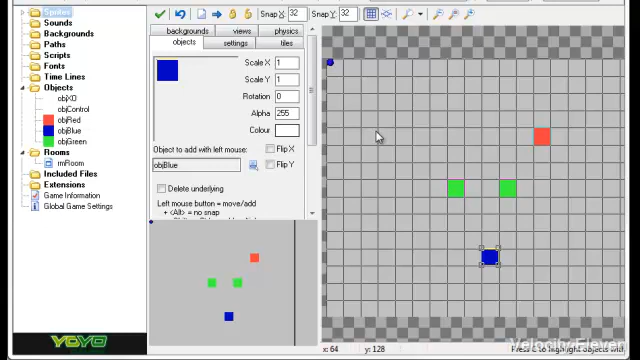 Sprites
Sounds
Backgrounds
Paths
Scripts
Fonts
Time Lines
Objects
objXO
objControl
objRed
objBlue
objGreen
Rooms
rmRoom
Included Files
Extensions
Game Information
Global Game Settings
YOYO
Snap X: 32 Snap Y: 32
backgrounds views physics
objects settings tiles
Scale X 1
Scale Y 1
Rotation 0
Alpha 255
Colour
Object to add with left mouse:
Flip X
objBlue
Flip Y
Delete underlying
Left mouse button = move/add
+ <Alt> = no snap
x: 64 y: 128
Velocity Eleven